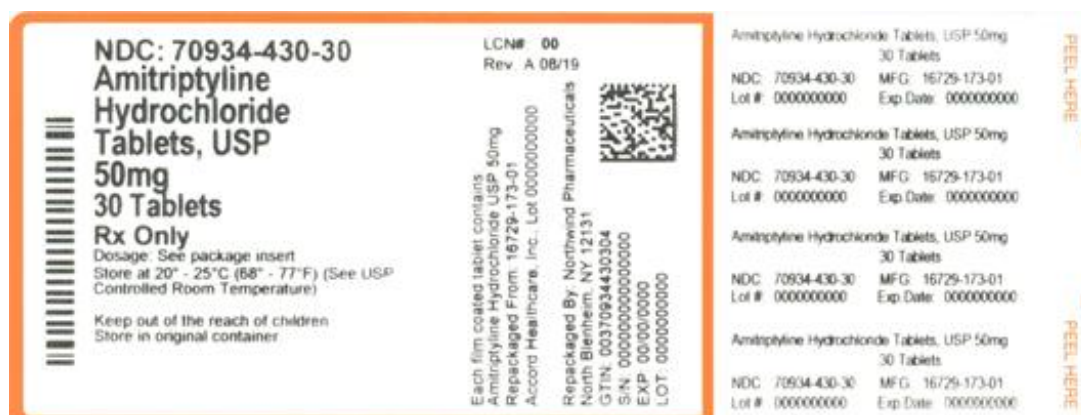 NDC: 70934-430-30
Amitriptyline
Hydrochloride
Tablets, USP
50mg
30 Tablets
Rx Only
Dosage: See package insert
Store at 20° - 25°C (68° - 77°F) (See USP
Controlled Room Temperature)
Keep out of the reach of children
Store in original container
LCN#: 00
Rev. A 08/19
Each film coated tablet contains
Amitriptyline Hydrochloride USP 50mg
Repackaged From: 16729-173-01
Accord Healthcare, Inc., Lot 00000000000
Repackaged By: Northwind Pharmaceuticals
North Blenheim, NY 12131
GTIN: 00370934430304
EXP 00/00/0000
LOT: 0000000000
Amitriptyline Hydrochloride Tablets, USP 50mg
30 Tablets
NDC: 70934-430-30 MFG: 16729-173-01
Lot #: 0000000000 Exp.Date: 0000000000
Amitriptyline Hydrochloride Tablets, USP 50mg
30 Tablets
NDC: 70934-430-30 MFG: 16729-173-01
Lot #: 0000000000 Exp.Date: 0000000000
Amitriptyline Hydrochloride Tablets, USP 50mg
30 Tablets
NDC: 70934-430-30 MFG: 16729-173-01
Lot #: 0000000000 Exp.Date: 0000000000
Amitriptyline Hydrochloride Tablets, USP 50mg
30 Tablets
NDC: 70934-430-30 MFG: 16729-173-01
Lot #: 0000000000 Exp.Date: 0000000000
PEEL HERE
PEEL HERE